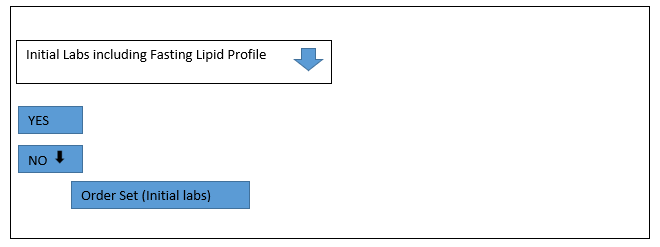 Initial Labs including Fasting Lipid Profile
YES
NO
Order Set (Initial labs)